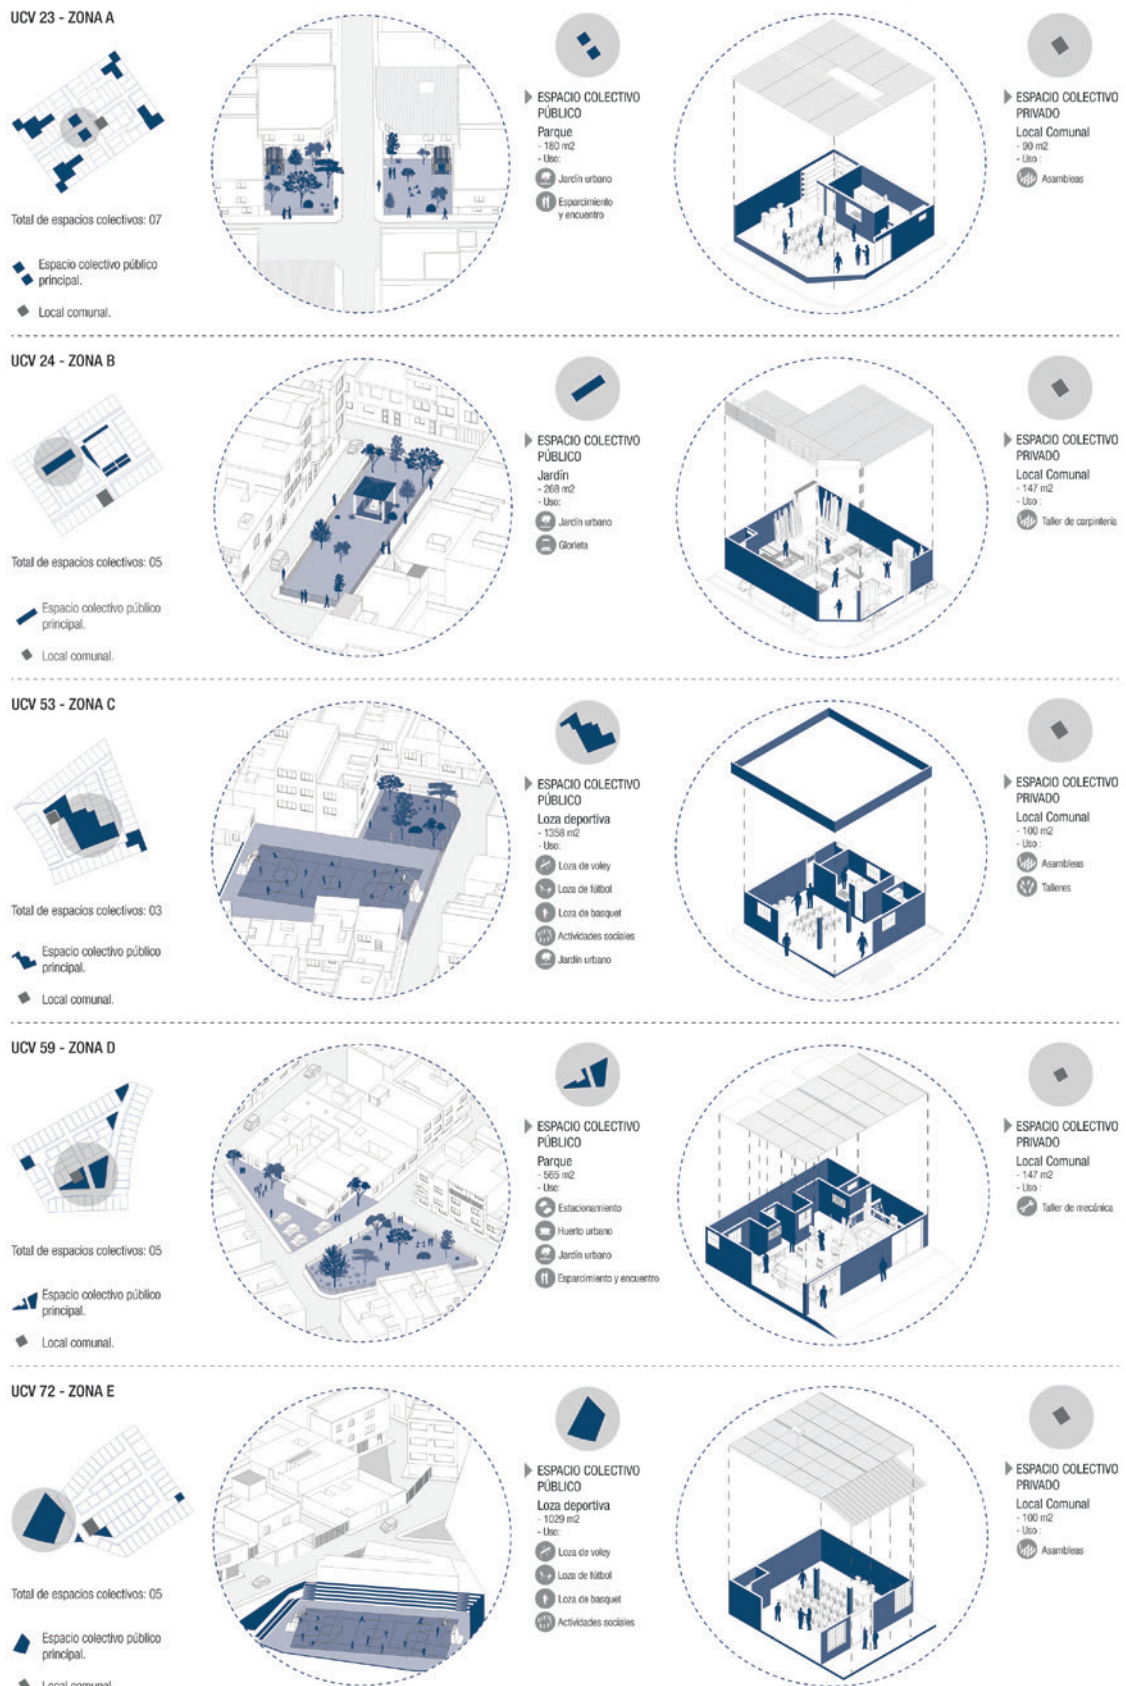 UCV 23 - ZONA A
Total de espacios colectivos: 07
Espacio colectivo público
principal.
Local comunal.
ESPACIO COLECTIVO
PÚBLICO
Parque
- 180 m2
- Uso:
Jardín urbano
Esparcimiento
y encuentro
ESPACIO COLECTIVO
PRIVADO
Local Comunal
- 90 m2
- Uso :
Asambleas
UCV 24 - ZONA B
Total de espacios colectivos: 05
Espacio colectivo público
principal.
Local comunal.
ESPACIO COLECTIVO
PÚBLICO
Jardín
- 268 m2
- Uso:
Jardín urbano
Glorieta
ESPACIO COLECTIVO
PRIVADO
Local Comunal
- 147 m2
- Uso :
Taller de carpintería
UCV 53 - ZONA C
Total de espacios colectivos: 03
Espacio colectivo público
principal.
Local comunal.
ESPACIO COLECTIVO
PÚBLICO
Loza deportiva
- 1358 m2
- Uso:
Loza de voley
Loza de fútbol
Loza de basquet
Actividades sociales
Jardín urbano
ESPACIO COLECTIVO
PRIVADO
Local Comunal
- 100 m2
- Uso :
Asambleas
Talleres
UCV 59 - ZONA D
Total de espacios colectivos: 05
Espacio colectivo público
principal.
Local comunal.
ESPACIO COLECTIVO
PÚBLICO
Parque
- 565 m2
- Uso:
Estacionamiento
Huerto urbano
Jardín urbano
Esparcimiento y encuentro
ESPACIO COLECTIVO
PRIVADO
Local Comunal
- 147 m2
- Uso :
Taller de mecánica
UCV 72 - ZONA E
Total de espacios colectivos: 05
Espacio colectivo público
principal.
Local comunal
ESPACIO COLECTIVO
PÚBLICO
Loza deportiva
- 1029 m2
- Uso:
Loza de voley
Loza de fútbol
Loza de basquet
Actividades sociales
ESPACIO COLECTIVO
PRIVADO
Local Comunal
- 100 m2
- Uso :
Asambleas